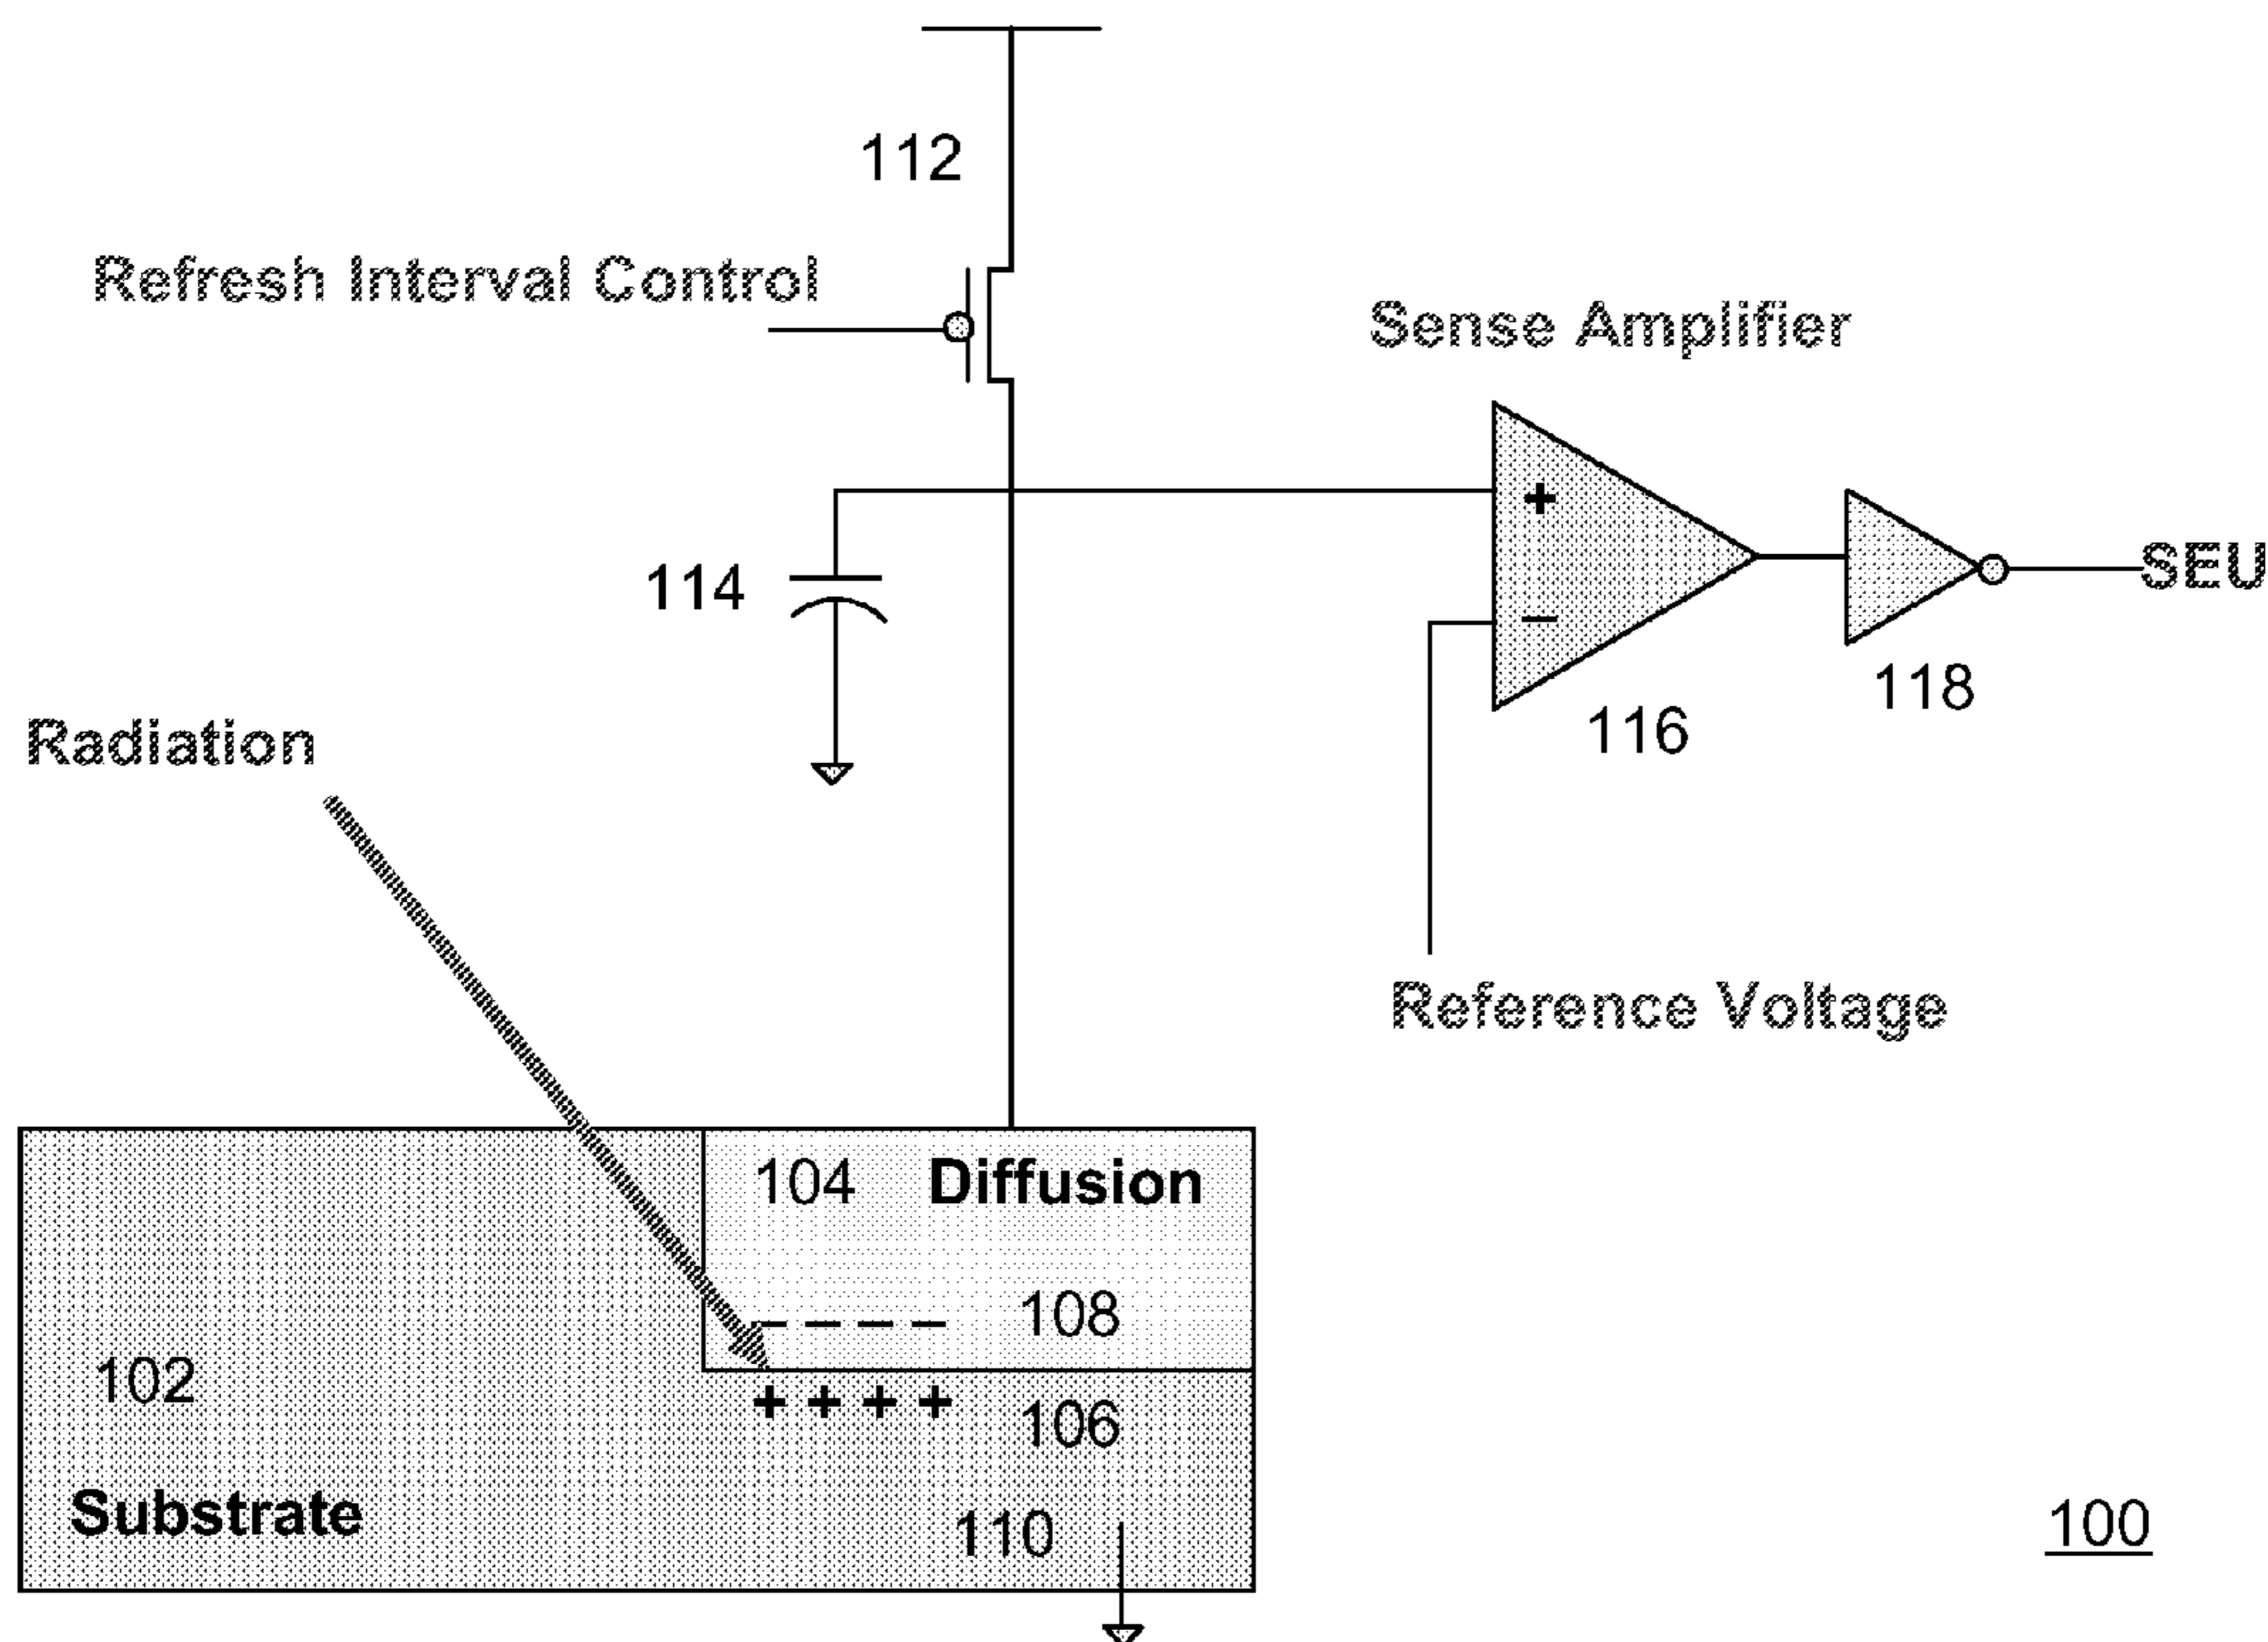 112
Refresh Interval Control
Sense Amplifier
+
114
SEU
−
118
116
Radiation
Reference Voltage
104 Diffusion
108
− − − −
102
+ + + +
106
Substrate
110
100